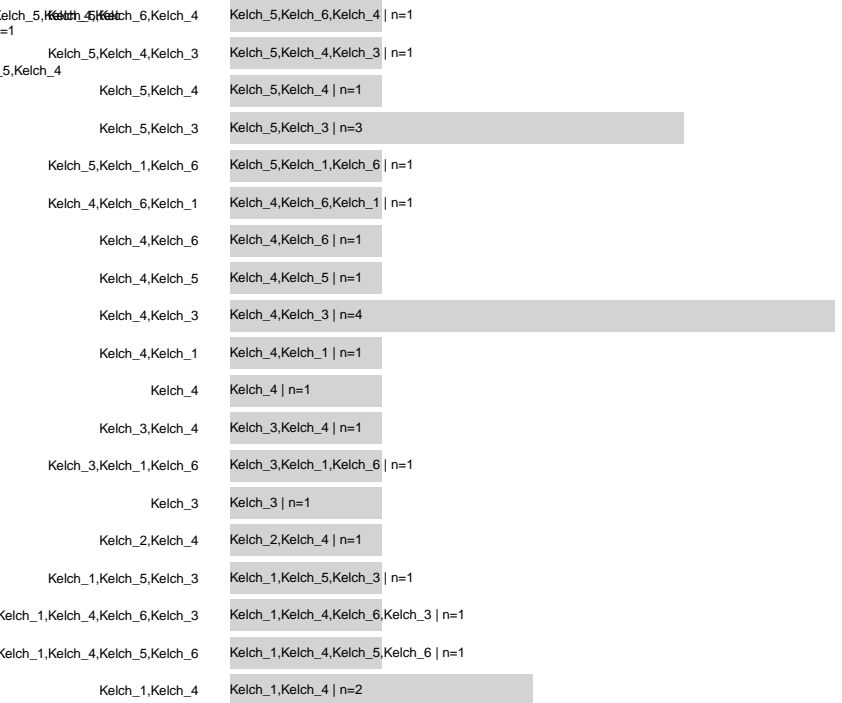 Kelch_6,Kelch_4 Kelch_5,Kelch_6,Kelch_4 | n=1
=1
Kelch_5,Kelch_4,Kelch_3 Kelch_5,Kelch_4,Kelch_3 | n=1
_5,Kelch_4
Kelch_5,Kelch_4 Kelch_5,Kelch_4 | n=1
Kelch_5,Kelch_3 Kelch_5,Kelch_3 | n=3
Kelch_5,Kelch_1,Kelch_6 Kelch_5,Kelch_1,Kelch_6 | n=1
Kelch_4,Kelch_6,Kelch_1 Kelch_4,Kelch_6,Kelch_1 | n=1
Kelch_4,Kelch_6 Kelch_4,Kelch_6 | n=1
Kelch_4,Kelch_5 Kelch_4,Kelch_5 | n=1
Kelch_4,Kelch_3 Kelch_4,Kelch_3 | n=4
Kelch_4,Kelch_1 Kelch_4,Kelch_1 | n=1
Kelch_4 Kelch_4 | n=1
Kelch_3,Kelch_4 Kelch_3,Kelch_4 | n=1
Kelch_3,Kelch_1,Kelch_6 Kelch_3,Kelch_1,Kelch_6 | n=1
Kelch_3 Kelch_3 | n=1
Kelch_2,Kelch_4 Kelch_2,Kelch_4 | n=1
Kelch_1,Kelch_5,Kelch_3 Kelch_1,Kelch_5,Kelch_3 | n=1
Kelch_1,Kelch_4,Kelch_6,Kelch_3 Kelch_1,Kelch_4,Kelch_6,Kelch_3 | n=1
Kelch_1,Kelch_4,Kelch_5,Kelch_6 Kelch_1,Kelch_4,Kelch_5,Kelch_6 | n=1
Kelch_1,Kelch_4 Kelch_1,Kelch_4 | n=2